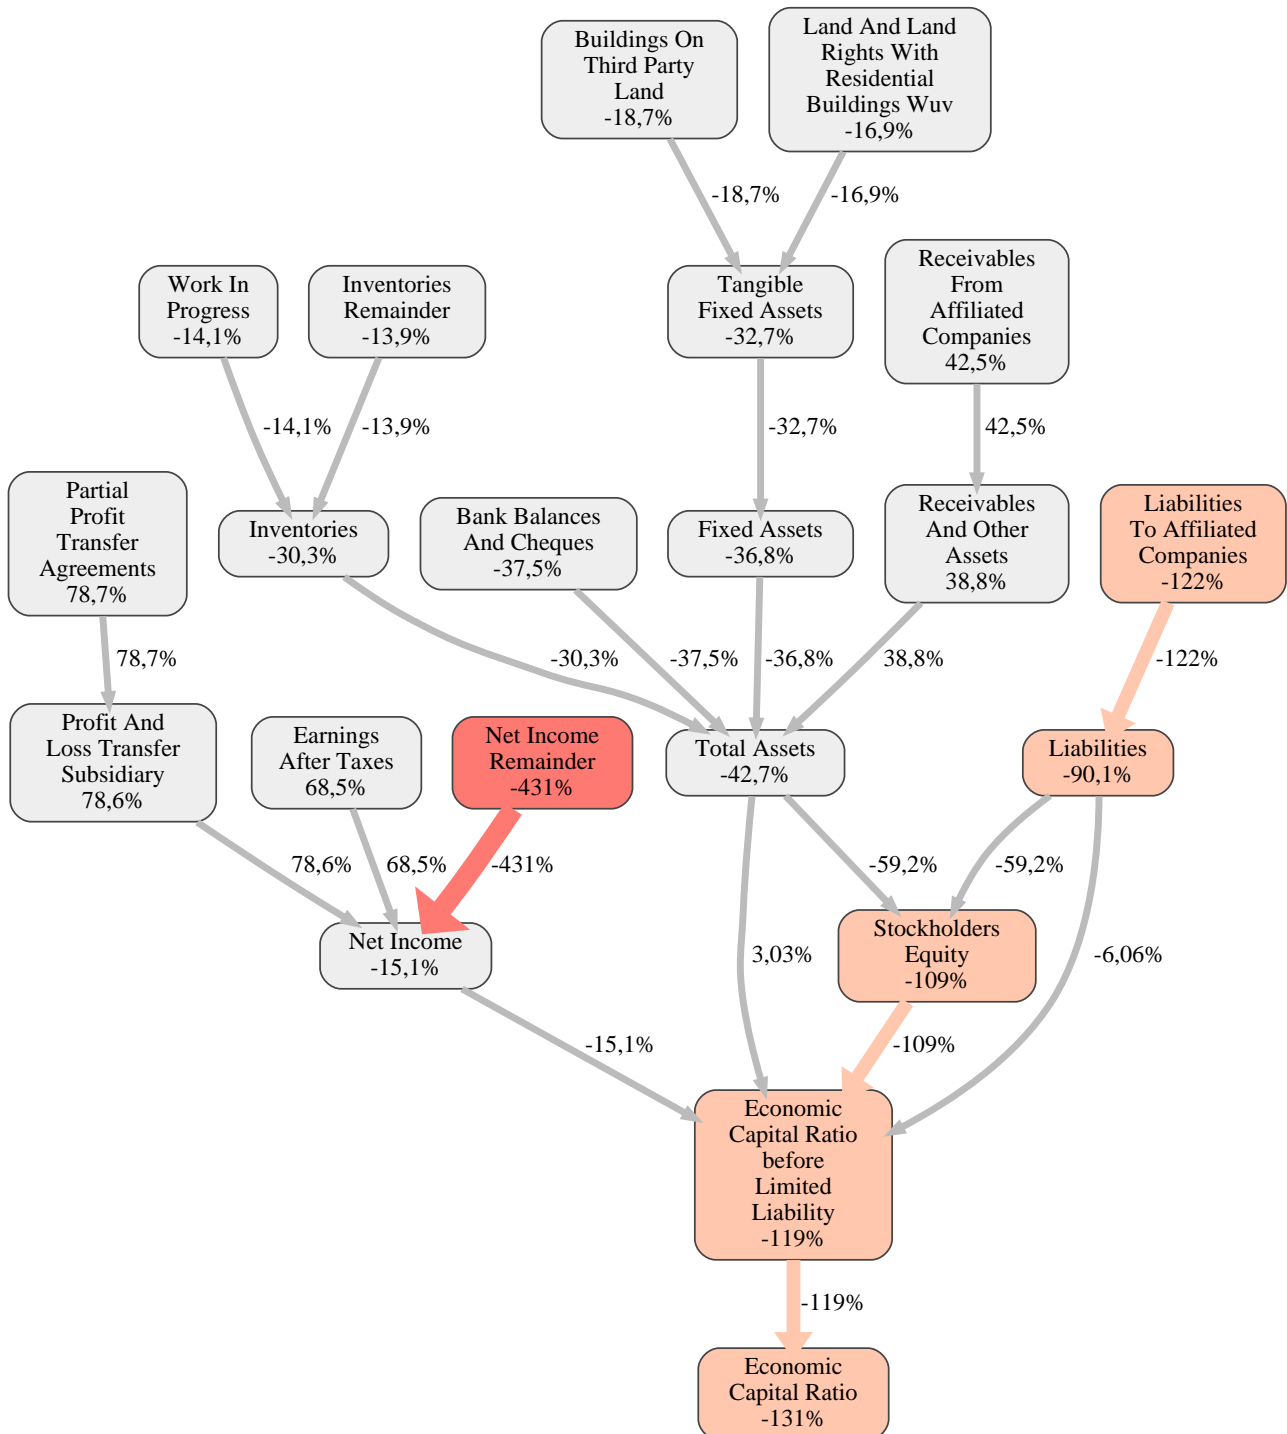 Buildings On
Third Party
Land
-18,7%
Land And Land
Rights With
Residential
Buildings Wuv
-16,9%
-18,7%
-16,9%
Work In
Progress
-14,1%
Inventories
Remainder
-13,9%
Tangible
Fixed Assets
-32,7%
Receivables
From
Affiliated
Companies
42,5%
-14,1%
-13,9%
-32,7%
42,5%
Partial
Profit
Transfer
Agreements
78,7%
Inventories
-30,3%
Bank Balances
And Cheques
-37,5%
Fixed Assets
-36,8%
Receivables
And Other
Assets
38,8%
Liabilities
To Affiliated
Companies
-122%
78,7%
-30,3%
-37,5%
-36,8%
38,8%
-122%
Profit And
Loss Transfer
Subsidiary
78,6%
Earnings
After Taxes
68,5%
Net Income
Remainder
-431%
Total Assets
-42,7%
Liabilities
-90,1%
78,6%
68,5%
-431%
-59,2%
-59,2%
Net Income
-15,1%
3,03%
Stockholders
Equity
-109%
-6,06%
-15,1%
-109%
Economic
Capital Ratio
before
Limited
Liability
-119%
-119%
Economic
Capital Ratio
-131%